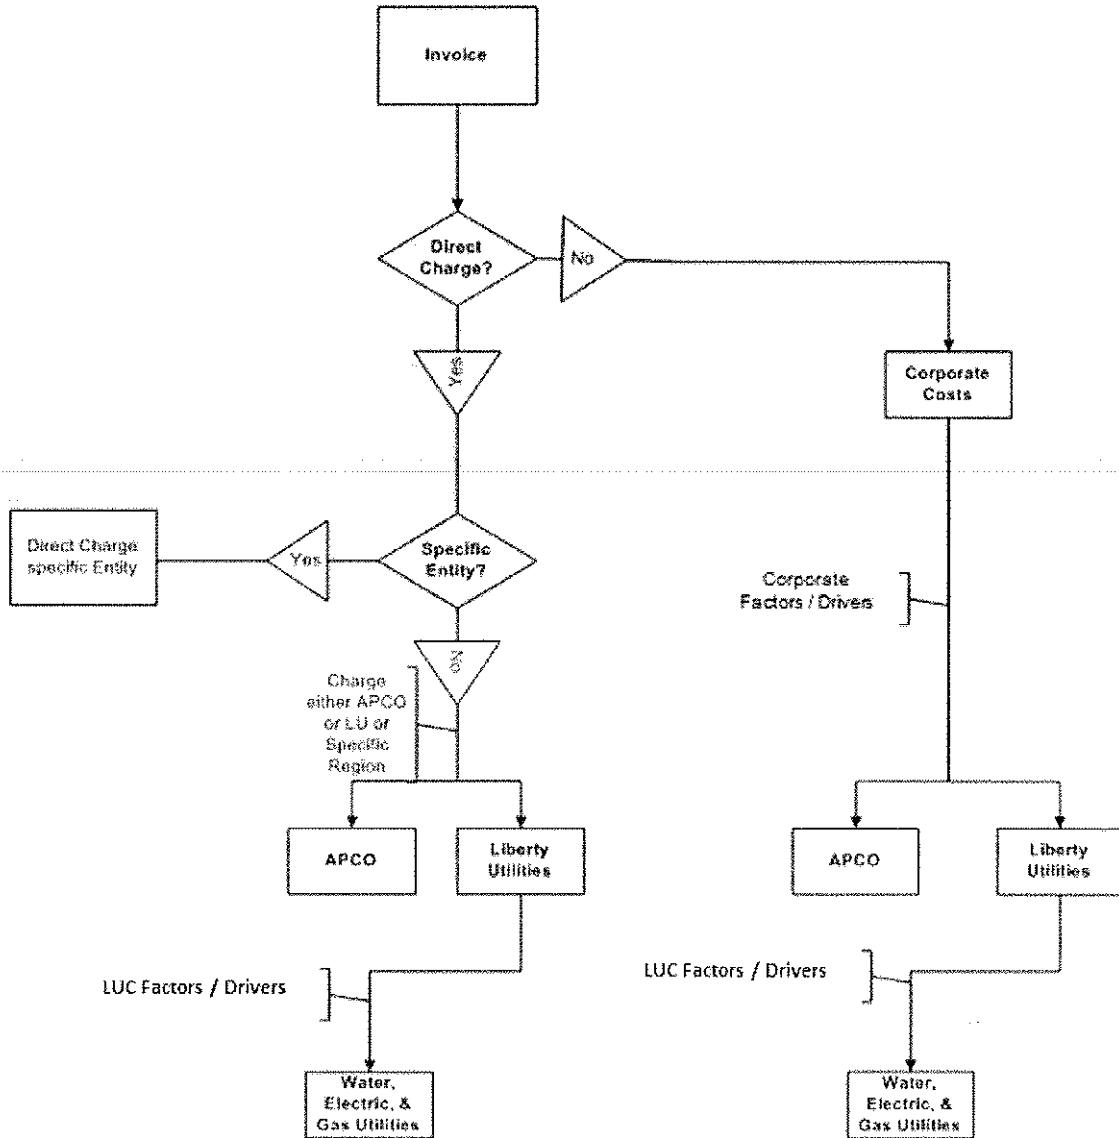 Invoice
Direct
Charge?
No
Yes
Corporate
Costs
Direct Charge
specific Entity
Yes
Specific
Entity?
No
Corporate
Factors / Drivers
Charge
either APCO
or LU or
Specific
Region
APCO
Liberty
Utilities
APCO
Liberty
Utilities
LUC Factors / Drivers
LUC Factors / Drivers
Water,
Electric, &
Gas Utilities
Water,
Electric, &
Gas Utilities